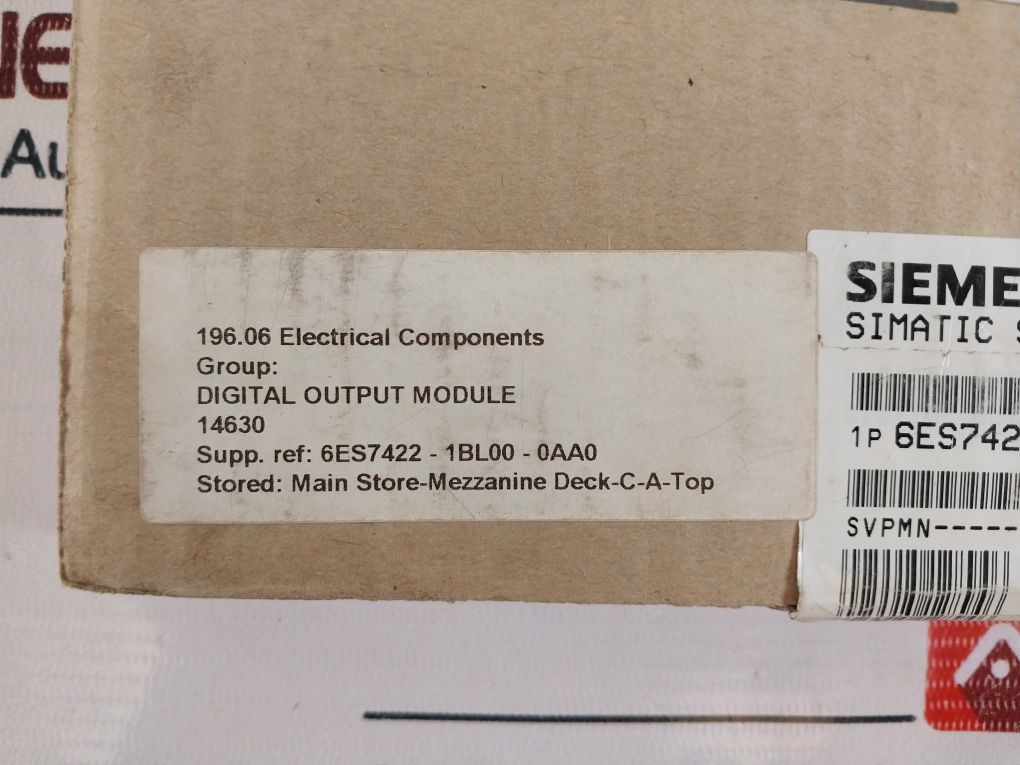 196.06 Electrical Components
Group:
DIGITAL OUTPUT MODULE
14630
Supp. ref: 6ES7422 - 1BL00 - 0AA0
Stored: Main Store-Mezzanine Deck-C-A-Top
SIEME
SIMATIC S
1P 6ES742
SVPMN-----
Au